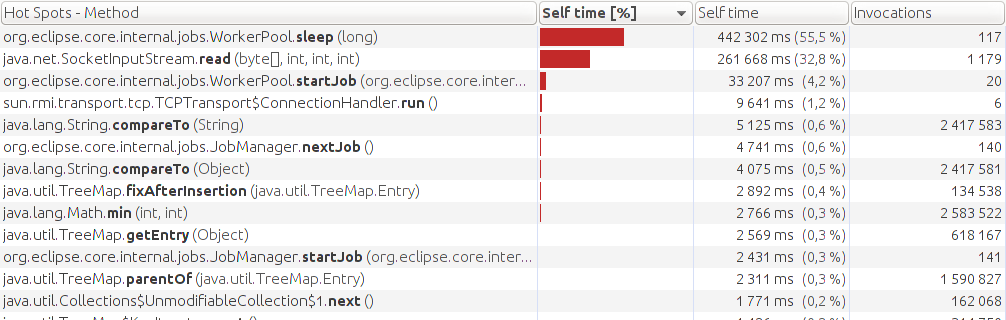 Hot Spots - Method Self time [%] Self time Invocations
org.eclipse.core.internal.jobs.WorkerPool.sleep (long) 442 302 ms (55,5 %) 117
java.net.SocketInputStream.read (byte[], int, int, int) 261 668 ms (32,8 %) 1 179
org.eclipse.core.internal.jobs.WorkerPool.startJob (org.eclipse.core.inter... 33 207 ms (4,2 %) 20
sun.rmi.transport.tcp.TCPTransport$ConnectionHandler.run () 9 641 ms (1,2 %) 6
java.lang.String.compareTo (String) 5 125 ms (0,6 %) 2 417 583
org.eclipse.core.internal.jobs.JobManager.nextJob () 4 741 ms (0,6 %) 140
java.lang.String.compareTo (Object) 4 075 ms (0,5 %) 2 417 581
java.util.TreeMap.fixAfterInsertion (java.util.TreeMap.Entry) 2 892 ms (0,4 %) 134 538
java.lang.Math.min (int, int) 2 766 ms (0,3 %) 2 583 522
java.util.TreeMap.getEntry (Object) 2 569 ms (0,3 %) 618 167
org.eclipse.core.internal.jobs.JobManager.startJob (org.eclipse.core.inter... 2 431 ms (0,3 %) 141
java.util.TreeMap.parentOf (java.util.TreeMap.Entry) 2 311 ms (0,3 %) 1 590 827
java.util.Collections$UnmodifiableCollection$1.next () 1 771 ms (0,2 %) 162 068